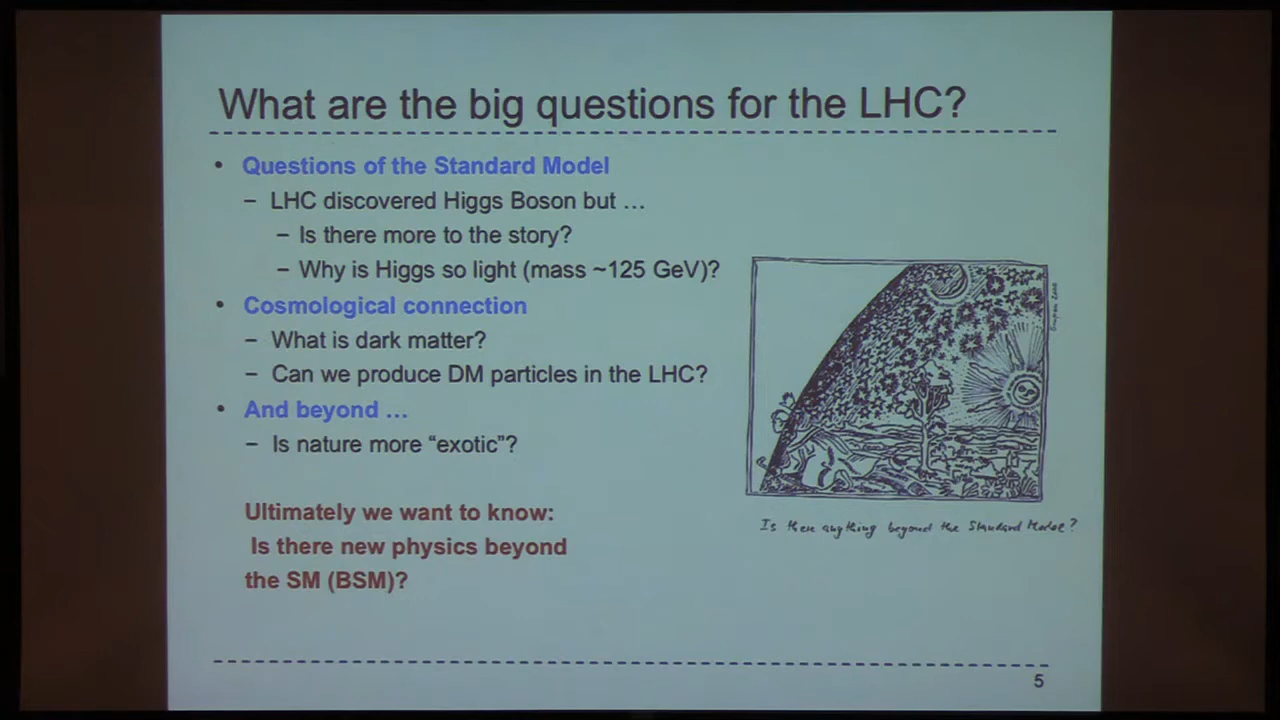 What are the big questions for the LHC?
• Questions of the Standard Model
– LHC discovered Higgs Boson but …
– Is there more to the story?
– Why is Higgs so light (mass ~125 GeV)?
• Cosmological connection
– What is dark matter?
– Can we produce DM particles in the LHC?
• And beyond …
– Is nature more “exotic”?
Is there anything beyond the Standard Model?
Ultimately we want to know:
Is there new physics beyond
the SM (BSM)?
5